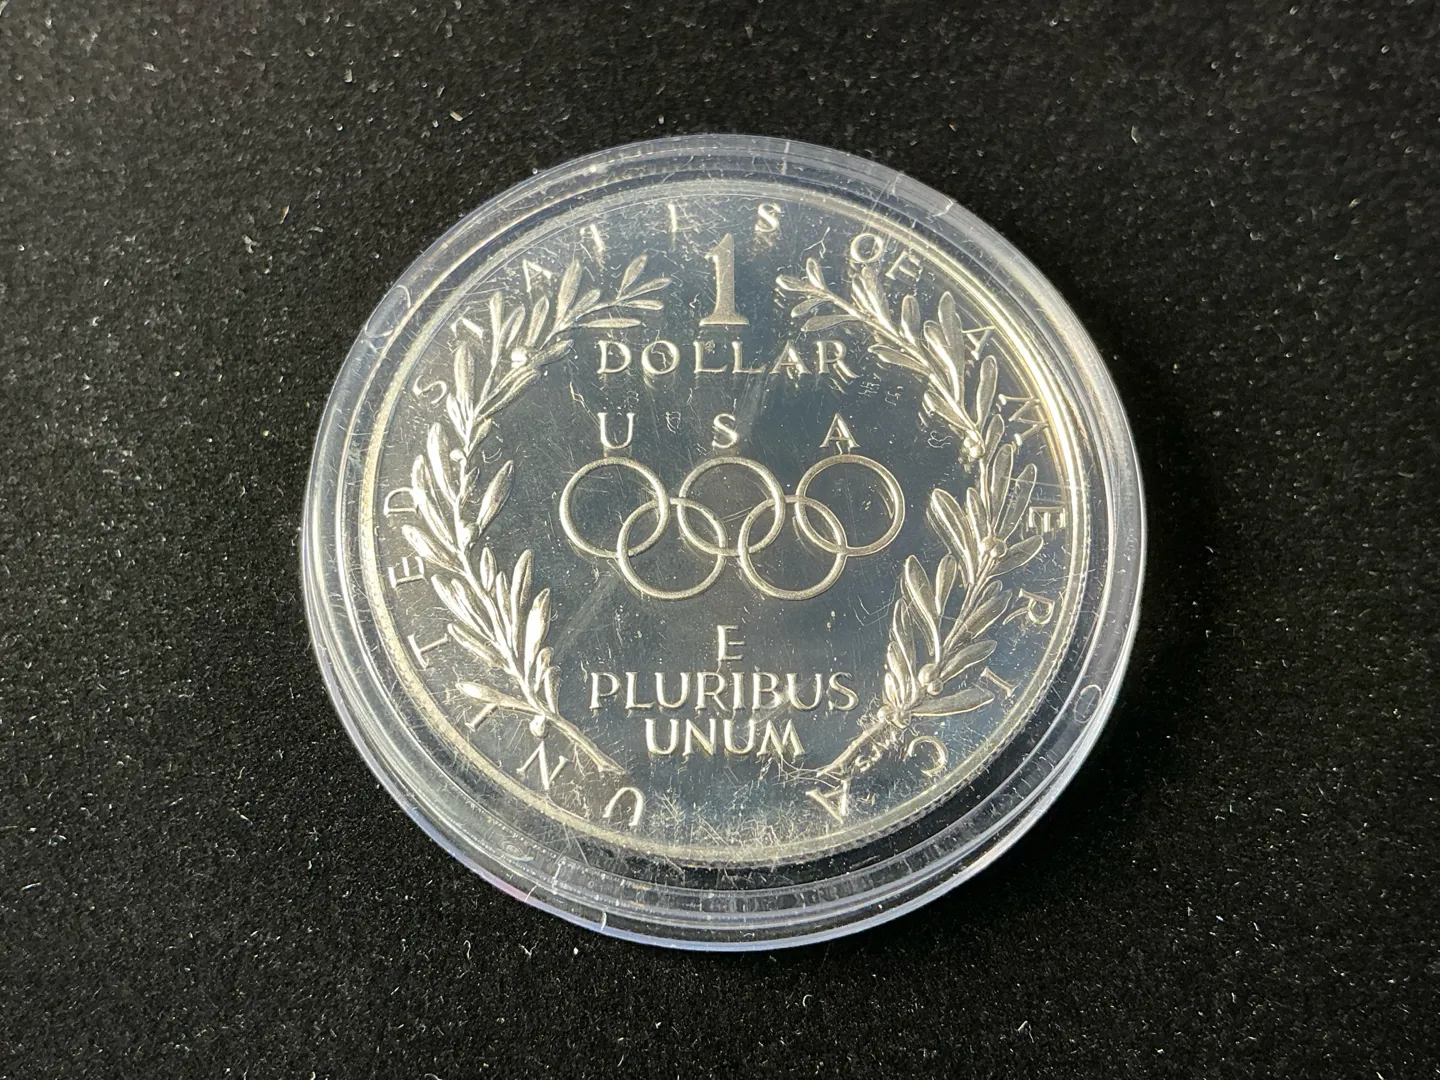 UNITED STATES OF AMERICA
1
DOLLAR
USA
E
PLURIBUS
UNUM